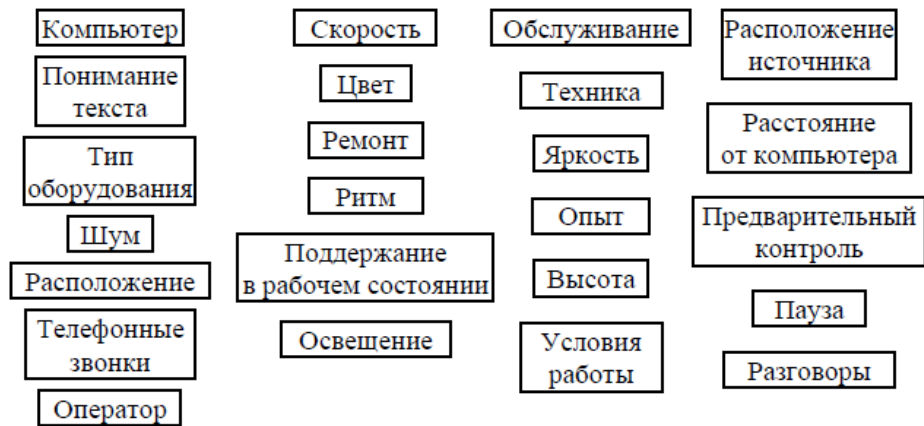 Компьютер
Понимание
текста
Тип
оборудования
Шум
Расположение
Телефонные
звонки
Оператор
Скорость
Цвет
Ремонт
Ритм
Поддержание
в рабочем состоянии
Освещение
Обслуживание
Техника
Яркость
Опыт
Высота
Условия
работы
Расположение
источника
Расстояние
от компьютера
Предварительный
контроль
Пауза
Разговоры